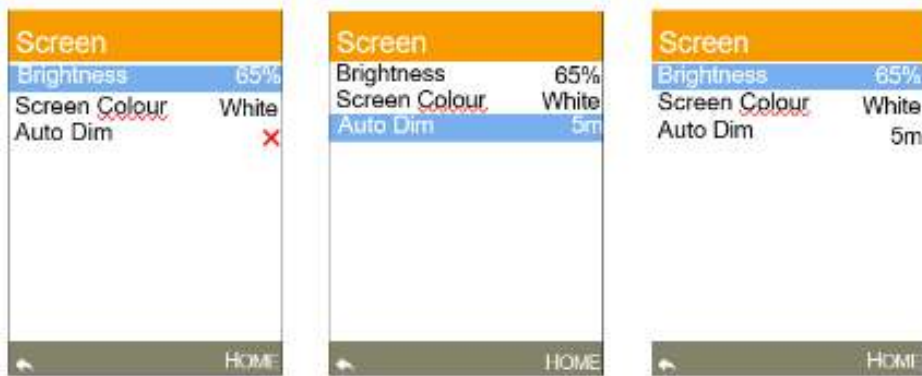 Screen
Brightness 65%
Screen Colour White
Auto Dim ×
HOME
Screen
Brightness 65%
Screen Colour White
Auto Dim 5m
HOME
Screen
Brightness 65%
Screen Colour White
Auto Dim 5m
HOME